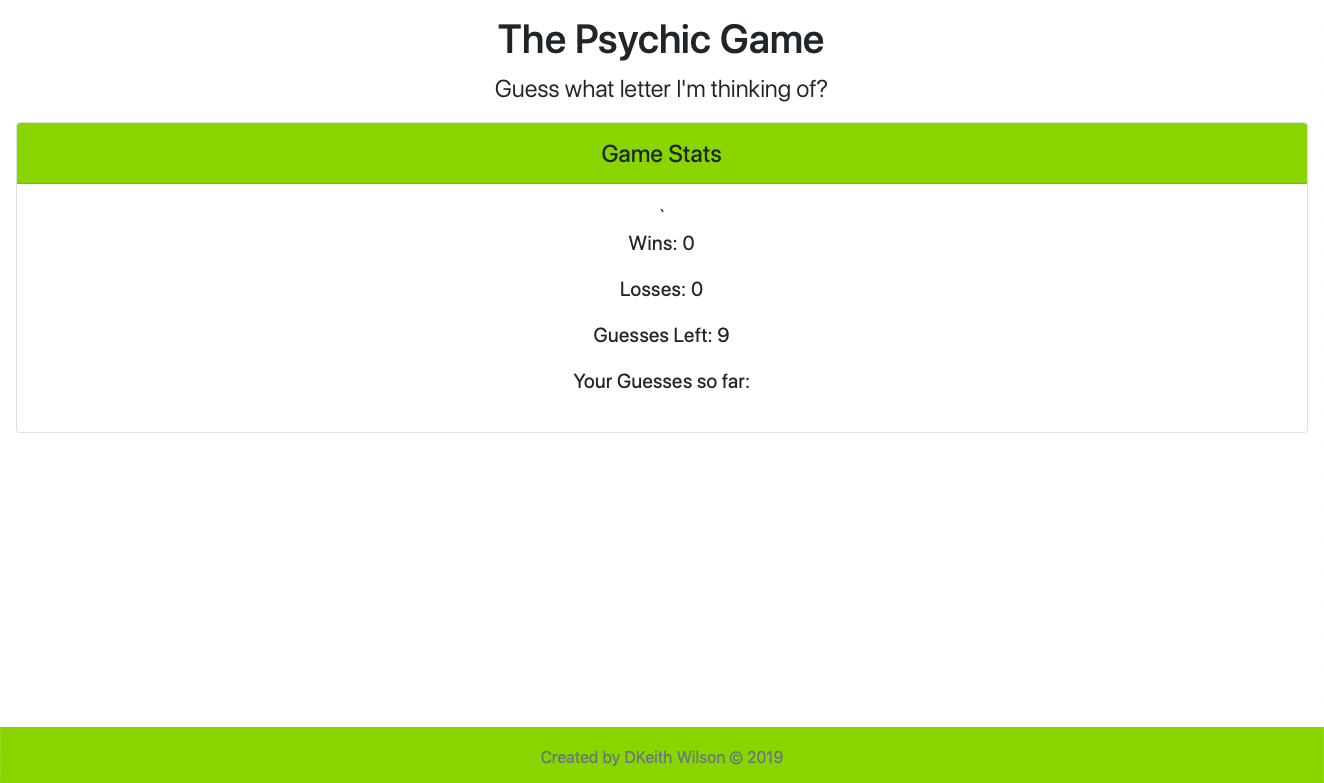 The Psychic Game
Guess what letter I'm thinking of?
Game Stats
`
Wins: 0
Losses: 0
Guesses Left: 9
Your Guesses so far:
Created by DKeith Wilson © 2019